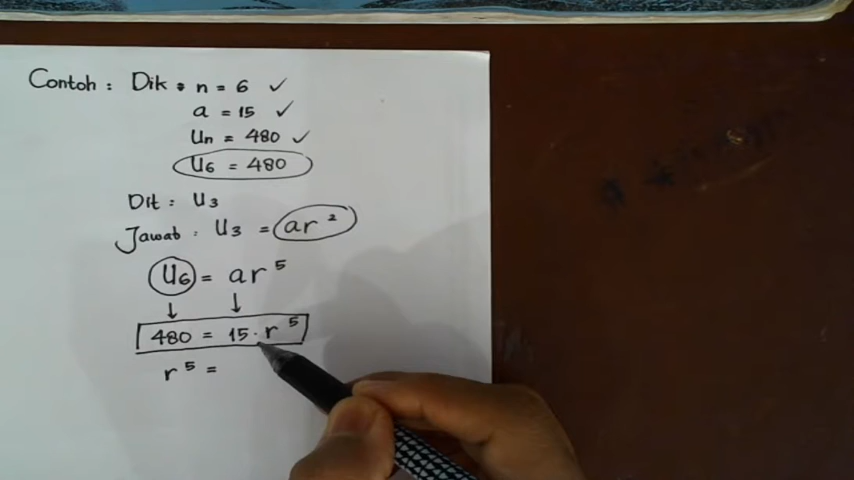 Contoh : Dik : n = 6 ✓
a = 15 ✓
Un = 480 ✓
U6 = 480
Dit : U3
Jawab : U3 = ar²
U6 = ar⁵
↓ ↓
480 = 15 · r⁵
r⁵ =